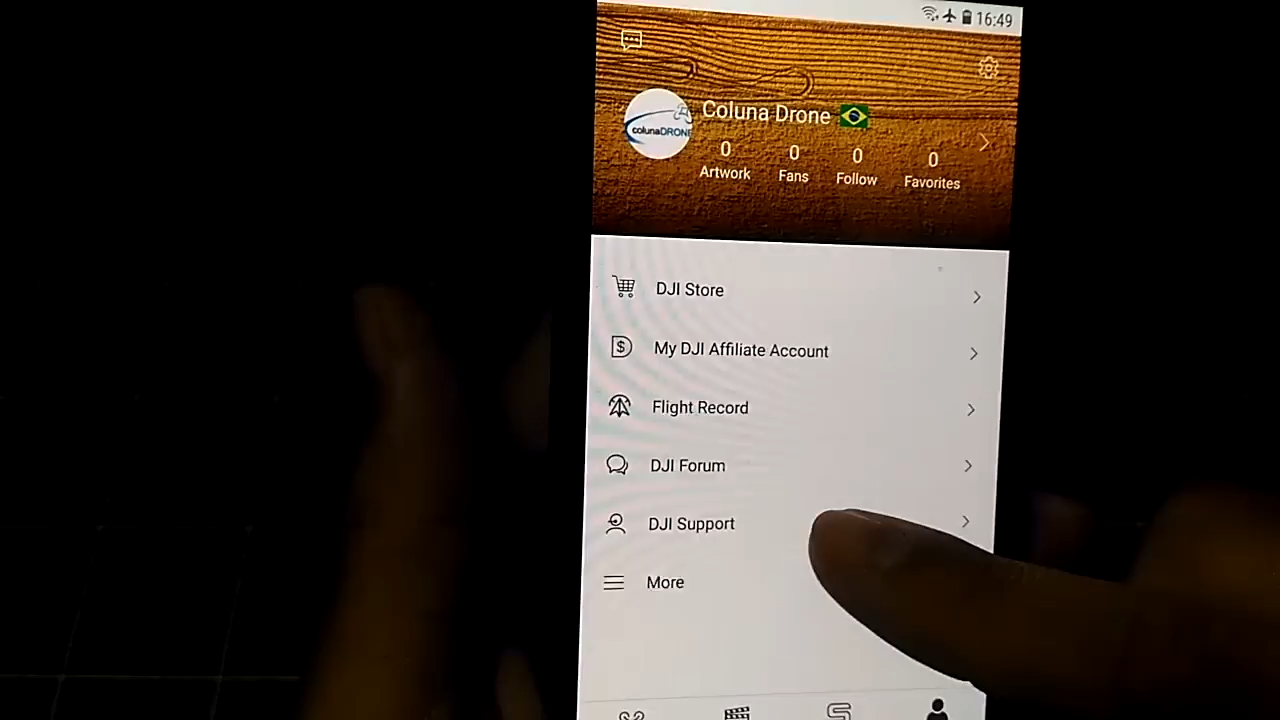 16:49
Coluna Drone
colunaDRONE
0 0 0 0
Artwork Fans Follow Favorites
DJI Store
$ My DJI Affiliate Account
Flight Record
DJI Forum
DJI Support
More